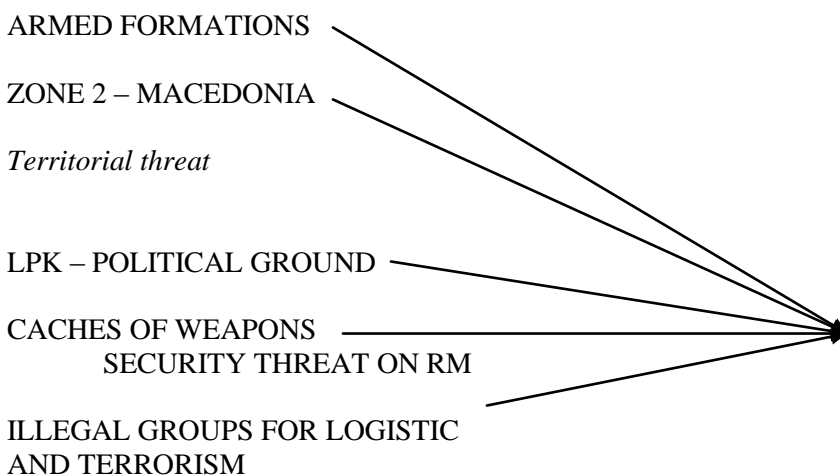 ARMED FORMATIONS
ZONE 2 – MACEDONIA
Territorial threat
LPK – POLITICAL GROUND
CACHES OF WEAPONS
SECURITY THREAT ON RM
ILLEGAL GROUPS FOR LOGISTIC
AND TERRORISM